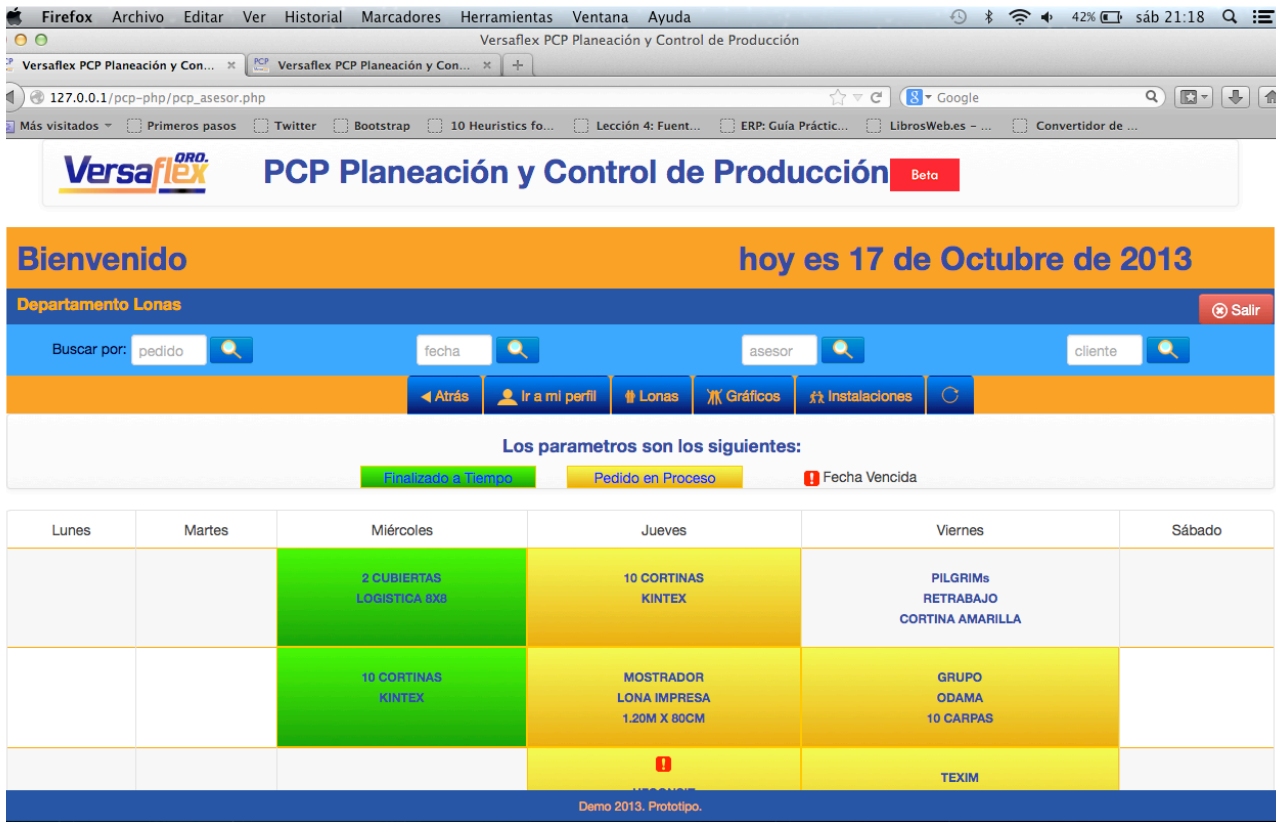 Firefox Archivo Editar Ver Historial Marcadores Herramientas Ventana Ayuda 42% sáb 21:18
Versaflex PCP Planeación y Control de Producción
Versaflex PCP Planeación y Con... Versaflex PCP Planeación y Con...
127.0.0.1/pcp-php/pcp_asesor.php Google
Más visitados Primeros pasos Twitter Bootstrap 10 Heuristics fo... Lección 4: Fuent... ERP: Guía Práctic... LibrosWeb.es – ... Convertidor de ...
Versaflex QRO. PCP Planeación y Control de Producción Beta
Bienvenido hoy es 17 de Octubre de 2013
Departamento Lonas Salir
Buscar por: pedido fecha asesor cliente
Atrás Ir a mi perfil Lonas Gráficos Instalaciones
Los parametros son los siguientes:
Finalizado a Tiempo Pedido en Proceso Fecha Vencida
Lunes Martes Miércoles Jueves Viernes Sábado
2 CUBIERTAS
LOGISTICA 8X8
10 CORTINAS
KINTEX
PILGRIMs
RETRABAJO
CORTINA AMARILLA
10 CORTINAS
KINTEX
MOSTRADOR
LONA IMPRESA
1.20M X 80CM
GRUPO
ODAMA
10 CARPAS
TEXIM
Demo 2013. Prototipo.